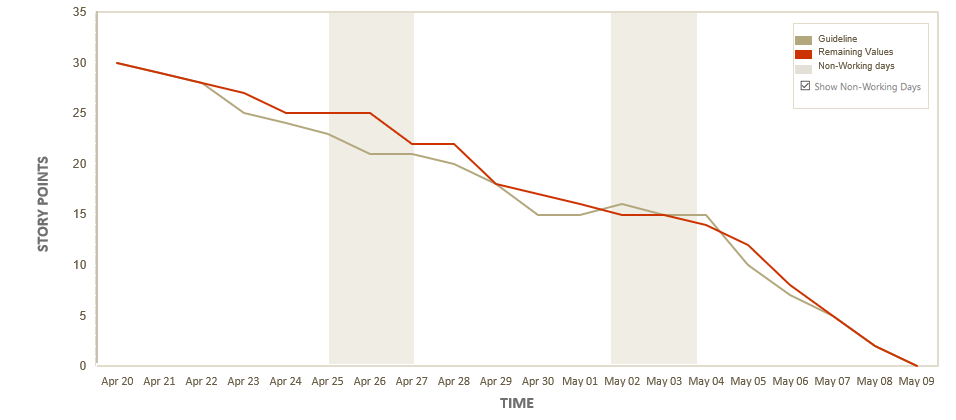 35
30
25
20
15
10
5
0
STORY POINTS
Guideline
Remaining Values
Non-Working days
Show Non-Working Days
Apr 20 Apr 21 Apr 22 Apr 23 Apr 24 Apr 25 Apr 26 Apr 27 Apr 28 Apr 29 Apr 30 May 01 May 02 May 03 May 04 May 05 May 06 May 07 May 08 May 09
TIME